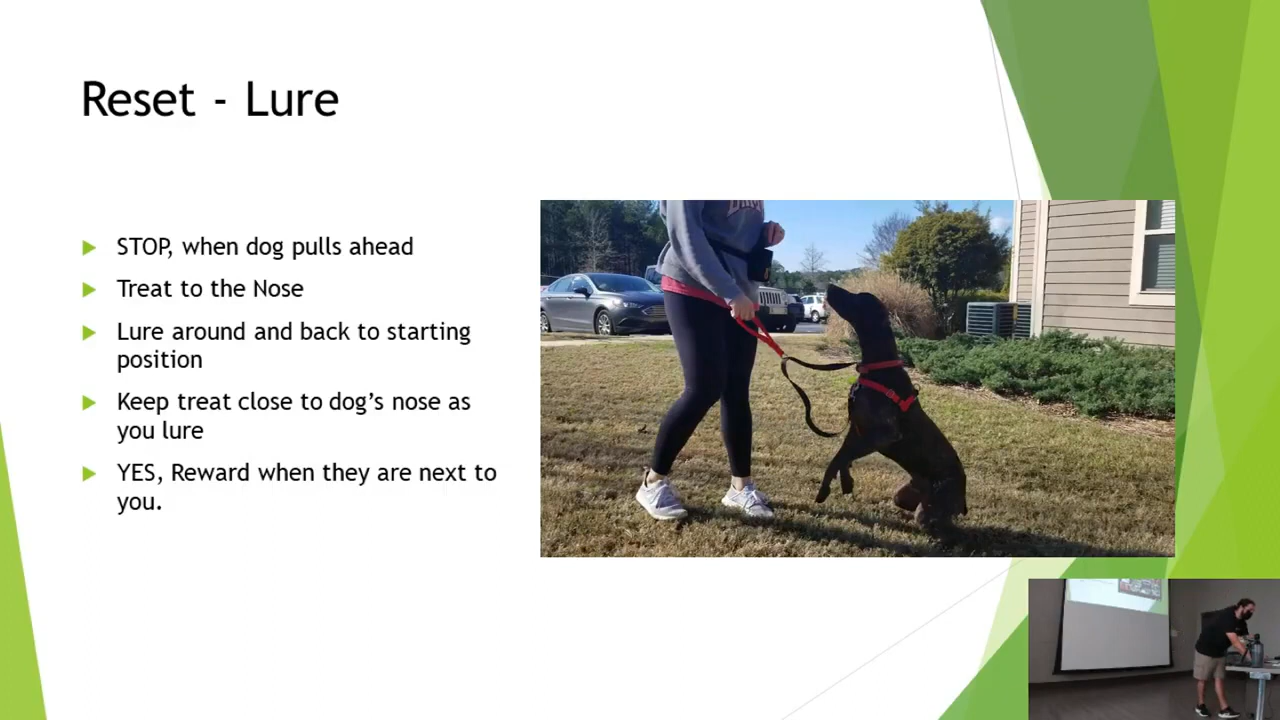 Reset - Lure
STOP, when dog pulls ahead
Treat to the Nose
Lure around and back to starting
position
Keep treat close to dog’s nose as
you lure
YES, Reward when they are next to
you.